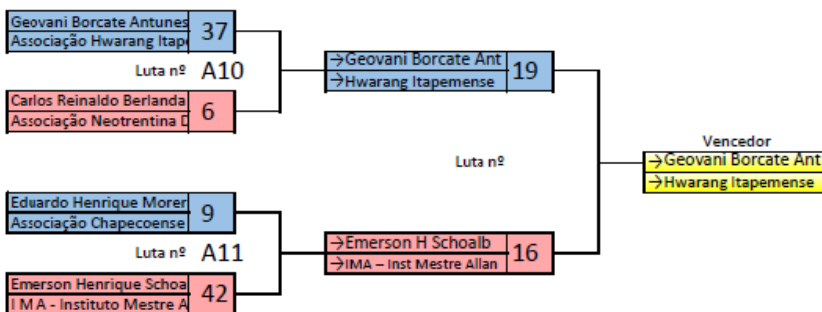 Geovani Borcate Antunes
Associação Hwarang Itap
37
Luta nº A10
Carlos Reinaldo Berlanda
Associação Neotrentina D
6
→Geovani Borcate Ant
→Hwarang Itapemense
19
Luta nº
Vencedor
→Geovani Borcate Ant
→Hwarang Itapemense
Eduardo Henrique Morer
Associação Chapecoense
9
Luta nº A11
Emerson Henrique Schoa
I M A - Instituto Mestre A
42
→Emerson H Schoalb
→IMA – Inst Mestre Allan
16